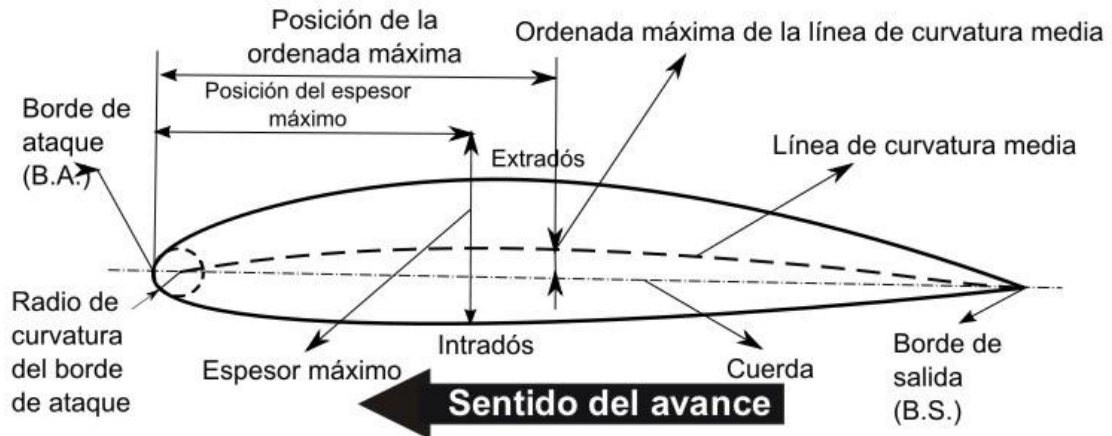 Posición de la
ordenada máxima
Ordenada máxima de la línea de curvatura media
Posición del espesor
máximo
Borde de
ataque
(B.A.)
Extradós
Línea de curvatura media
Radio de
curvatura
del borde
de ataque
Intradós
Espesor máximo
Cuerda
Borde de
salida
(B.S.)
Sentido del avance